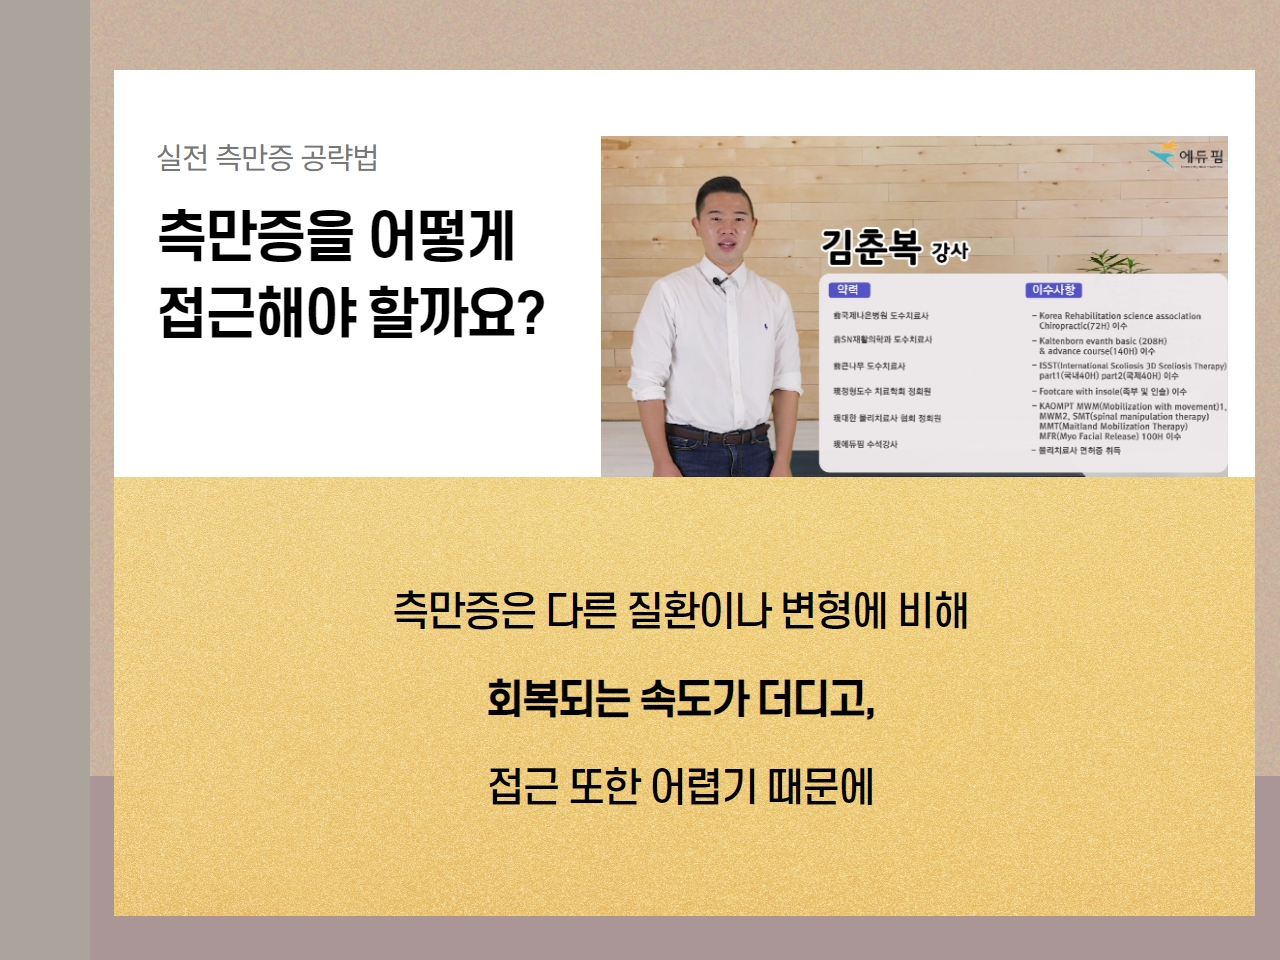 실전 측만증 공략법
측만증을 어떻게
접근해야 할까요?
에듀핌
김춘복 강사
약력
前국제나은병원 도수치료사
前SN재활의학과 도수치료사
前큰나무 도수치료사
現정형도수 치료학회 정회원
現대한 물리치료사 협회 정회원
現에듀핌 수석강사
이수사항
- Korea Rehabilitation science association
Chiropractic(72H) 이수
- Kaltenborn evanth basic (208H)
& advance course(140H) 이수
- ISST(International Scoliosis 3D Scoliosis Therapy)
part1(국내40H) part2(국제40H) 이수
- Footcare with insole(족부 및 인솔) 이수
- KAOMPT MWM(Mobilization with movement)1,
MWM2, SMT(spinal manipulation therapy)
MMT(Maitland Mobilization Therapy)
MFR(Myo Facial Release) 100H 이수
- 물리치료사 면허증 취득
측만증은 다른 질환이나 변형에 비해
회복되는 속도가 더디고,
접근 또한 어렵기 때문에